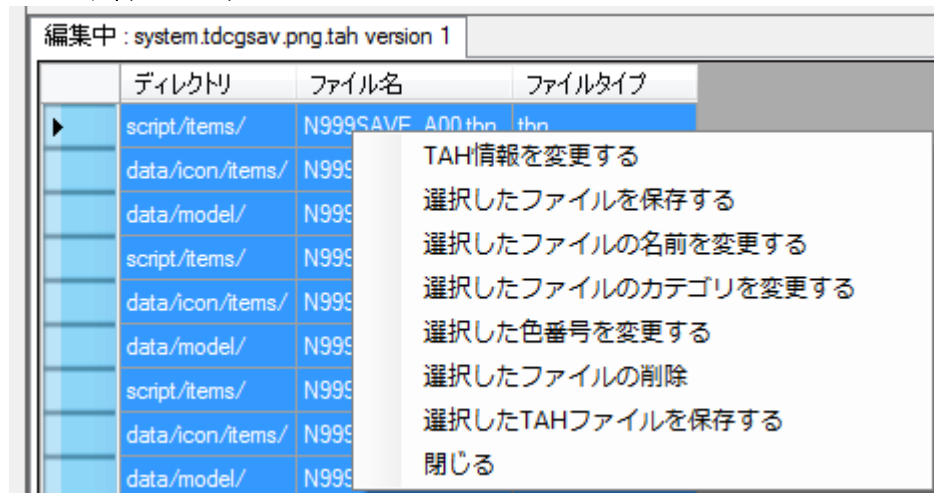 編集中 : system.tdcgsav.png.tah version 1
ディレクトリ ファイル名 ファイルタイプ
script/items/ N999SAVE_A00.tbn tbn
TAH情報を変更する
data/icon/items/ N999
選択したファイルを保存する
data/model/ N999
選択したファイルの名前を変更する
script/items/ N999
選択したファイルのカテゴリを変更する
data/icon/items/ N999
選択した色番号を変更する
data/model/ N999
選択したファイルの削除
script/items/ N999
選択したTAHファイルを保存する
data/icon/items/ N999
閉じる
data/model/ N999